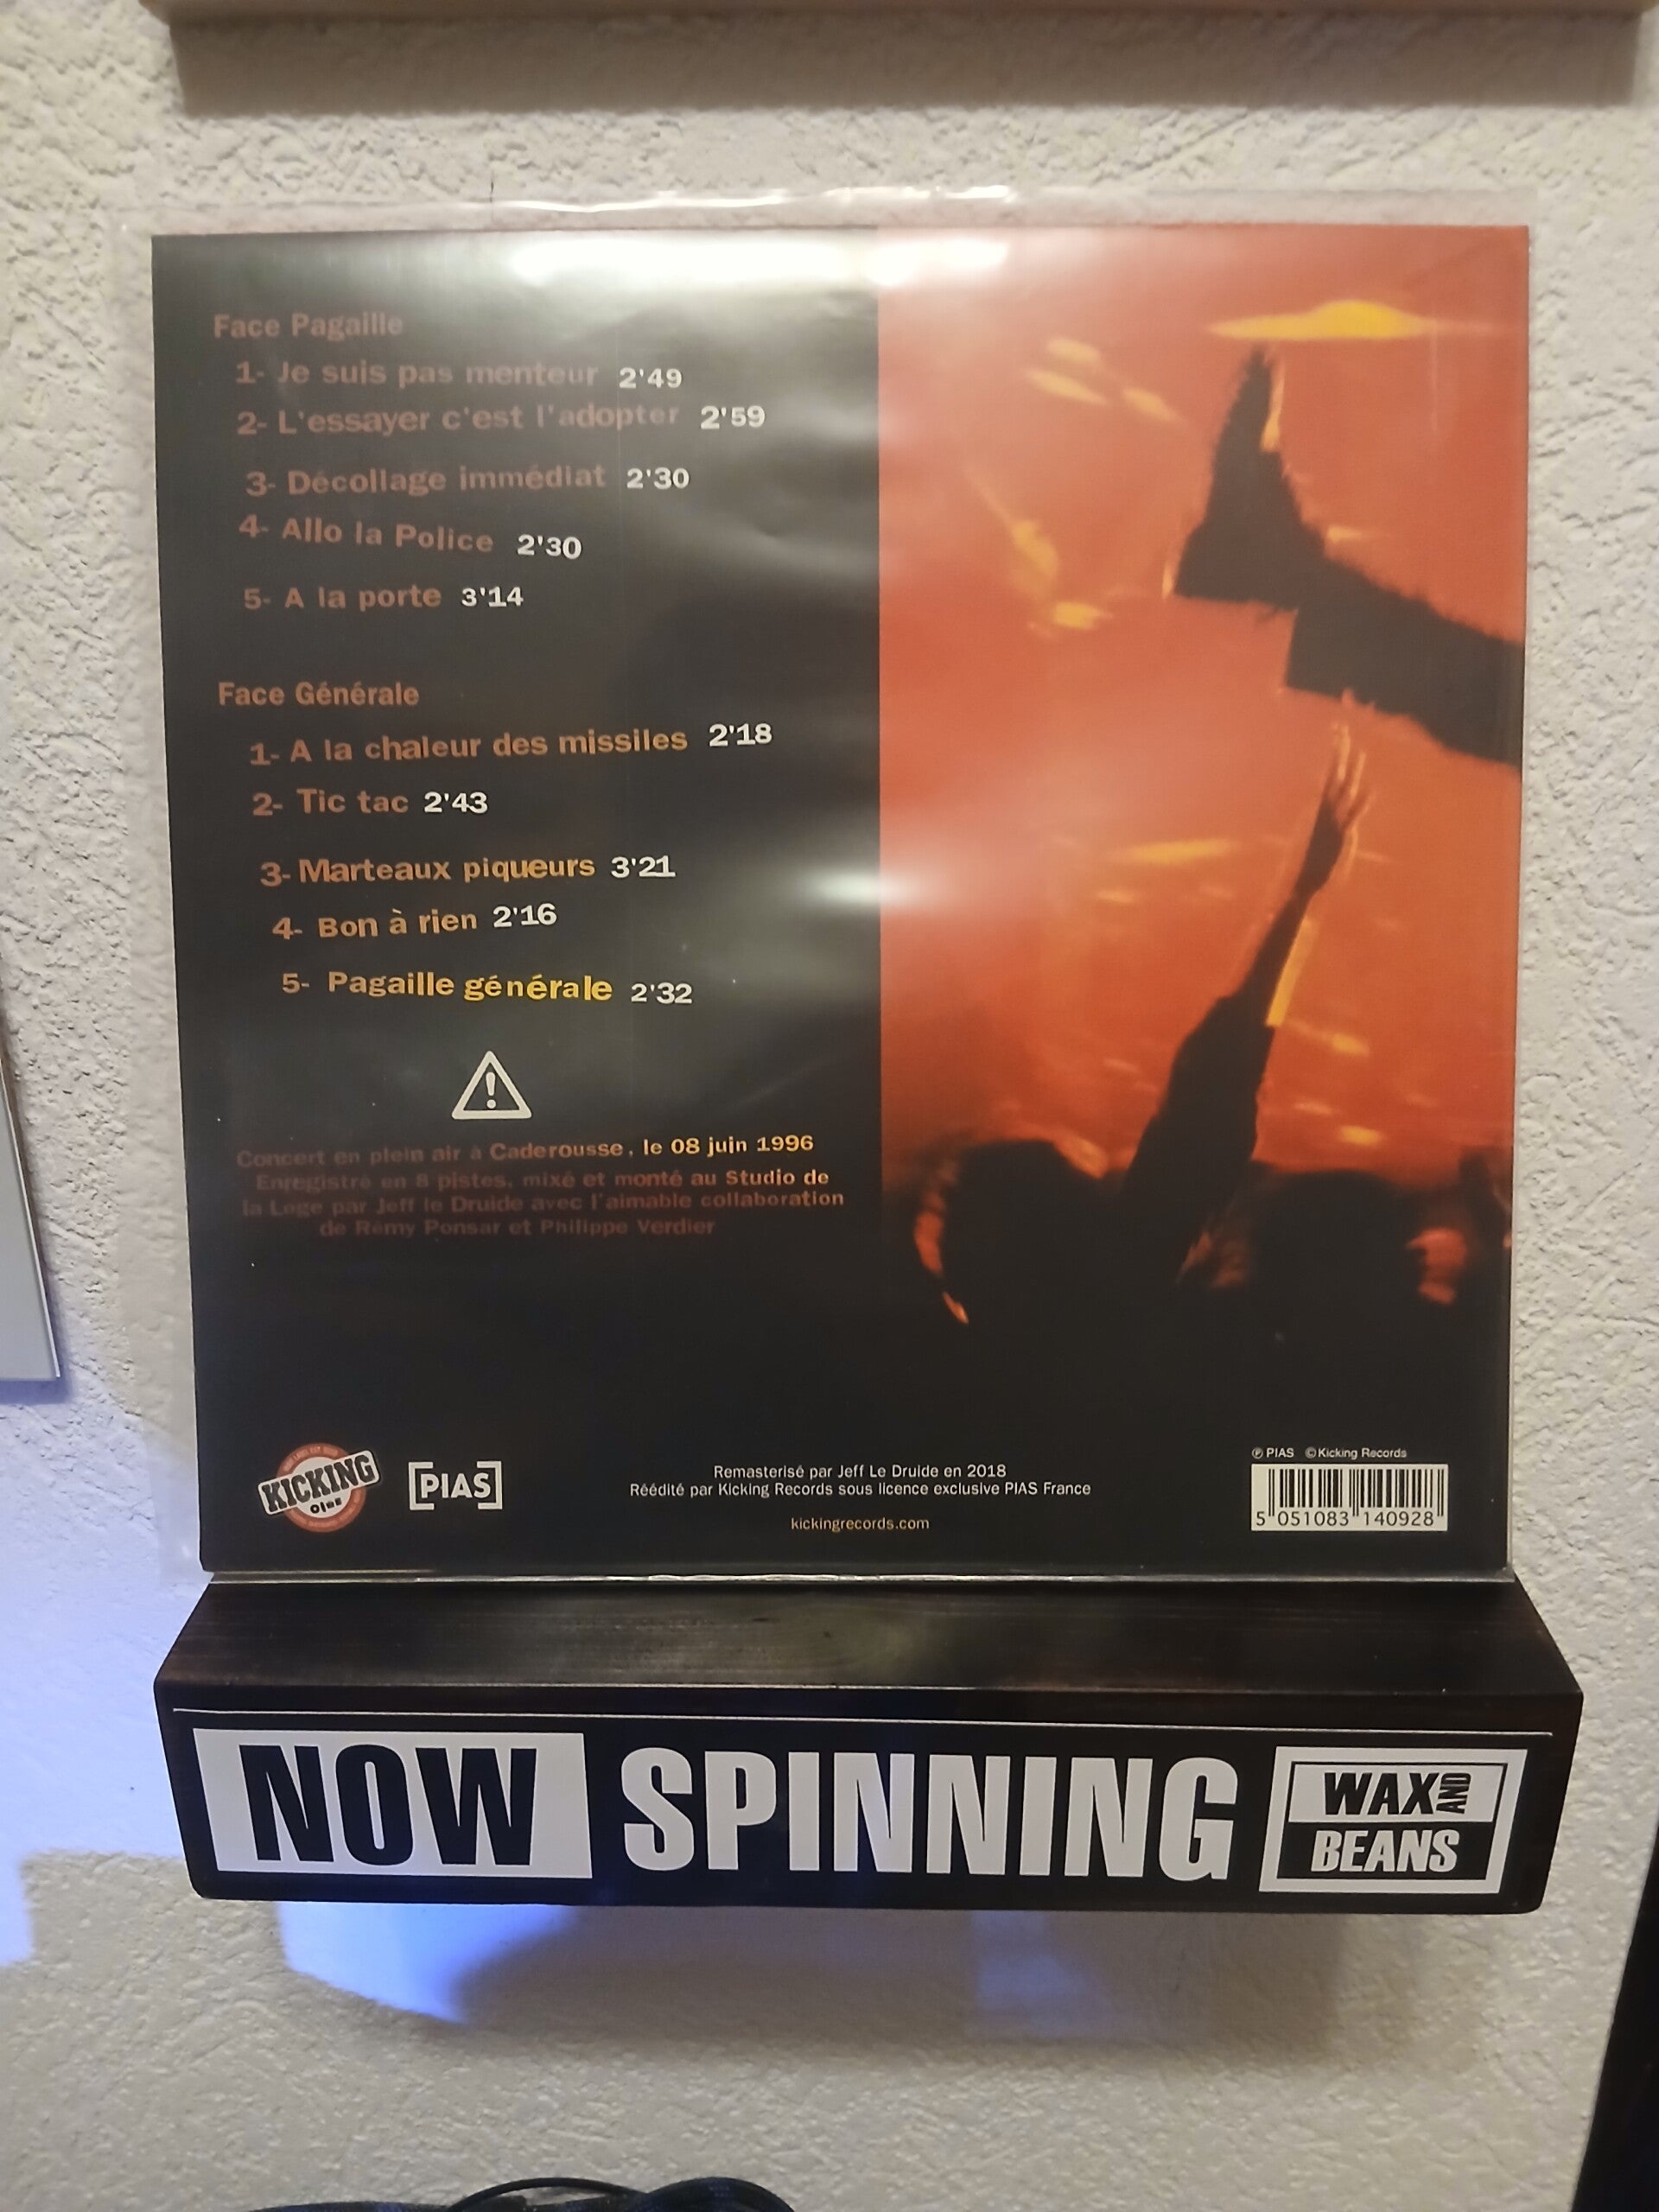 Face Pagaille
1- Je suis pas menteur 2'49
2- L'essayer c'est l'adopter 2'59
3- Décollage immédiat 2'30
4- Allo la Police 2'30
5- A la porte 3'14
Face Générale
1- A la chaleur des missiles 2'18
2- Tic tac 2'43
3- Marteaux piqueurs 3'21
4- Bon à rien 2'16
5- Pagaille générale 2'32
Concert en plein air à Caderousse, le 08 juin 1996
Enregistré en 8 pistes, mixé et monté au Studio de
la Loge par Jeff le Druide avec l'aimable collaboration
de Rémy Ponsar et Philippe Verdier
KICKING
[PIAS]
Remasterisé par Jeff Le Druide en 2018
Réédité par Kicking Records sous licence exclusive PIAS France
kickingrecords.com
℗ PIAS ©Kicking Records
5 051083 140928
NOW SPINNING
WAX AND
BEANS